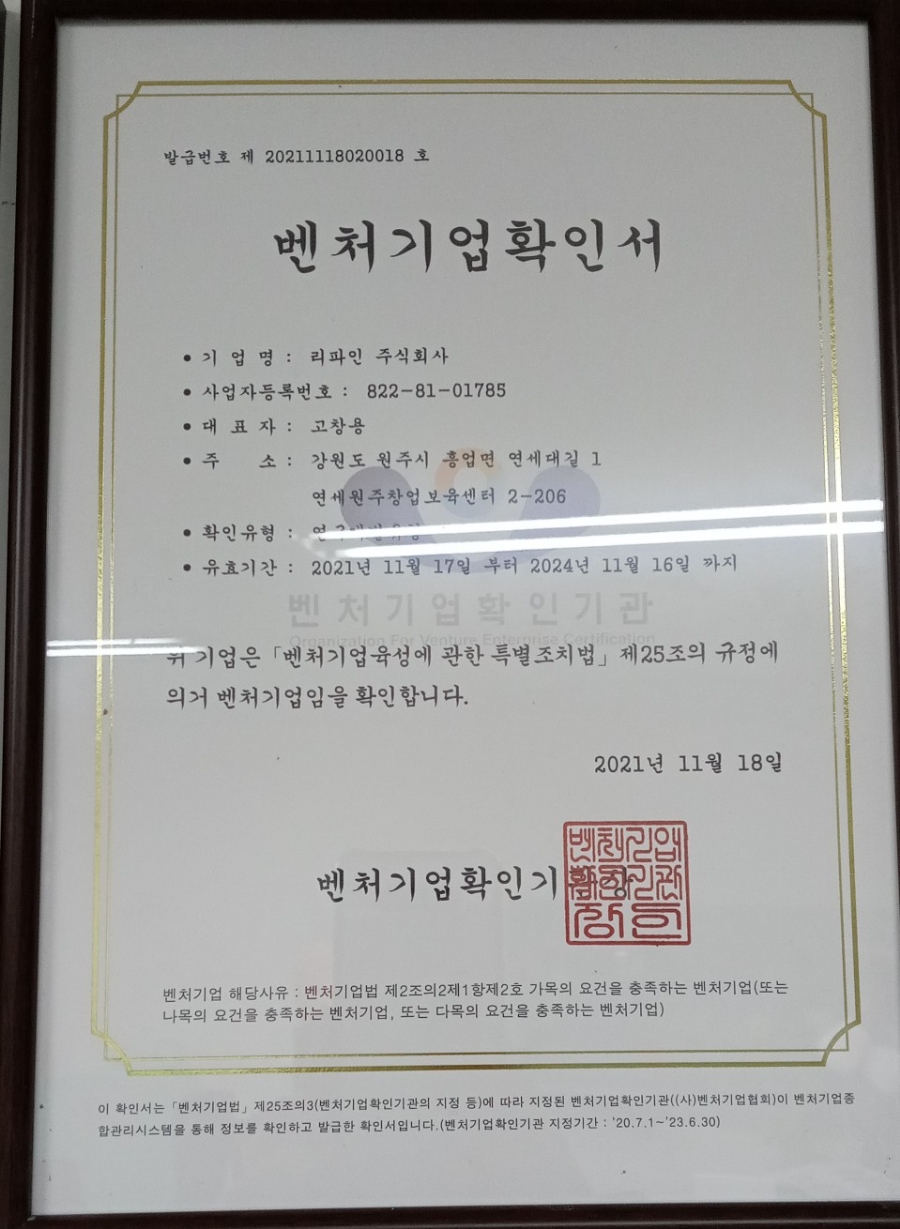 발급번호 제 20211118020018 호
벤처기업확인서
• 기 업 명 : 리파인 주식회사
• 사업자등록번호 : 822-81-01785
• 대 표 자 : 고창용
• 주 소 : 강원도 원주시 흥업면 연세대길 1
연세원주창업보육센터 2-206
• 확인유형 :
• 유효기간 : 2021년 11월 17일 부터 2024년 11월 16일 까지
벤처기업확인기관
Organization For Venture Enterprise Certification
위 기업은「벤처기업육성에 관한 특별조치법」제25조의 규정에
의거 벤처기업임을 확인합니다.
2021년 11월 18일
벤처기업확인기관장
벤처기업 해당사유 : 벤처기업법 제2조의2제1항제2호 가목의 요건을 충족하는 벤처기업(또는
나목의 요건을 충족하는 벤처기업, 또는 다목의 요건을 충족하는 벤처기업)
이 확인서는「벤처기업법」제25조의3(벤처기업확인기관의 지정 등)에 따라 지정된 벤처기업확인기관((사)벤처기업협회)이 벤처기업종
합관리시스템을 통해 정보를 확인하고 발급한 확인서입니다.(벤처기업확인기관 지정기간 : '20.7.1~'23.6.30)